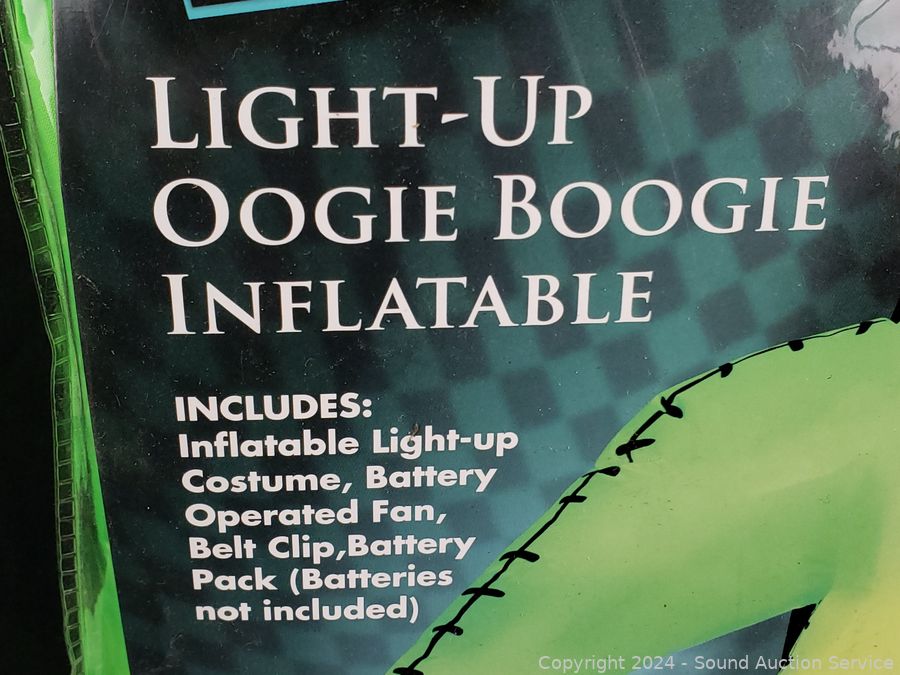 LIGHT-UP
OOGIE BOOGIE
INFLATABLE
INCLUDES:
Inflatable Light-up
Costume, Battery
Operated Fan,
Belt Clip,Battery
Pack (Batteries
not included)
Copyright 2024 - Sound Auction Service